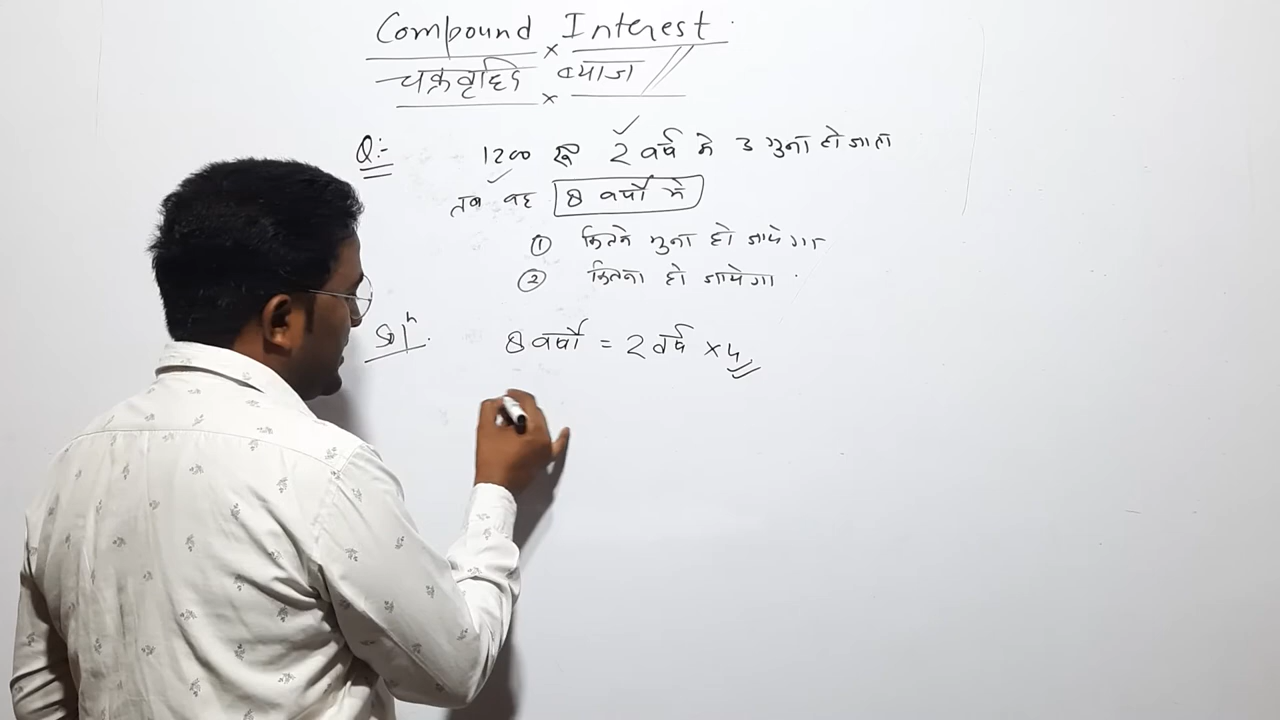 Compound Interest.
चक्रवृद्धि ब्याज
Q:- 1200 रू 2 वर्ष मे 3 गुना हो जाता
तब वह 8 वर्षों मे
① कितने गुना हो जायेगा
② कितना हो जायेगा
Solⁿ. 8 वर्षों = 2 वर्ष × 4